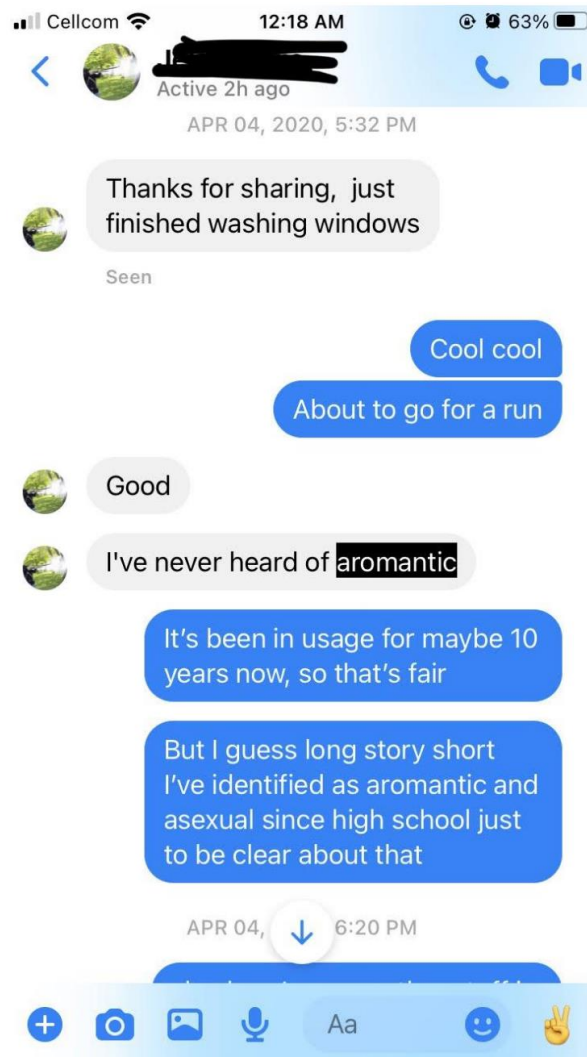 Cellcom
12:18 AM
63%
Active 2h ago
APR 04, 2020, 5:32 PM
Thanks for sharing,  just
finished washing windows
Seen
Cool cool
About to go for a run
Good
I've never heard of aromantic
It’s been in usage for maybe 10
years now, so that’s fair
But I guess long story short
I’ve identified as aromantic and
asexual since high school just
to be clear about that
APR 04, 6:20 PM
Aa